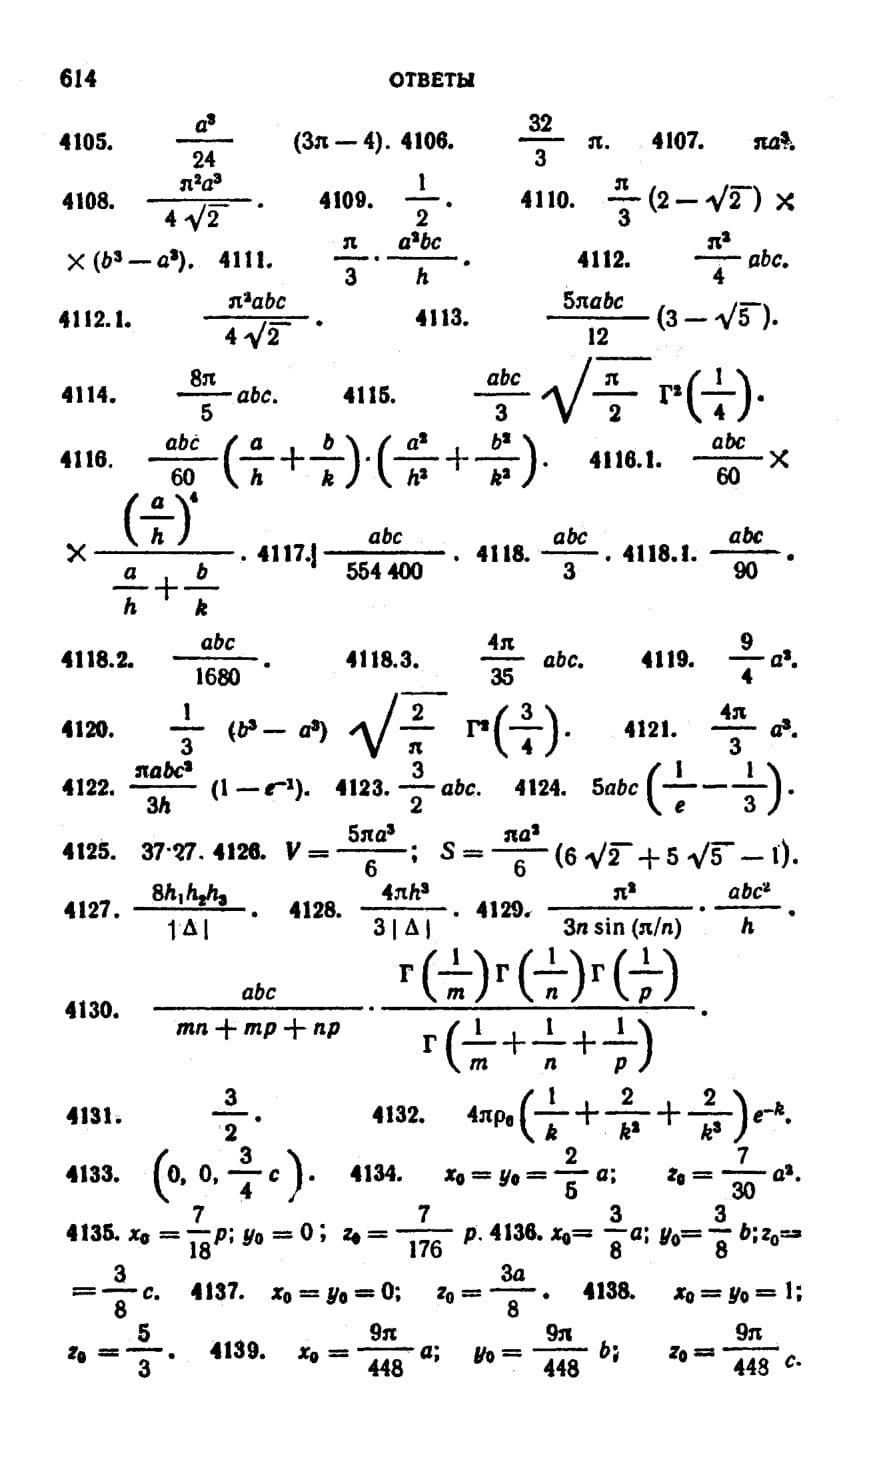 614 ОТВЕТЫ
4105. a³/24 (3π — 4). 4106. 32/3 π. 4107. πa³.
4108. π²a³/(4√2). 4109. 1/2. 4110. π/3 (2 — √2) ×
× (b³ — a³). 4111. π/3 · a²bc/h. 4112. π²/4 abc.
4112.1. π²abc/(4√2). 4113. 5πabc/12 (3 — √5).
4114. 8π/5 abc. 4115. abc/3 √(π/2) Γ²(1/4).
4116. abc/60 (a/h + b/k)·(a²/h² + b²/k²). 4116.1. abc/60 ×
× (a/h)⁴/(a/h + b/k). 4117. abc/554 400. 4118. abc/3. 4118.1. abc/90.
4118.2. abc/1680. 4118.3. 4π/35 abc. 4119. 9/4 a³.
4120. 1/3 (b³ — a³) √(2/π) Γ²(3/4). 4121. 4π/3 a³.
4122. πabc²/3h (1 — e⁻¹). 4123. 3/2 abc. 4124. 5abc (1/e — 1/3).
4125. 37·27. 4126. V = 5πa³/6; S = πa²/6 (6√2 + 5√5 — 1).
4127. 8h₁h₂h₃/|Δ|. 4128. 4πh³/3|Δ|. 4129. π²/(3n sin (π/n)) · abc²/h.
4130. abc/(mn + mp + np) · Γ(1/m)Γ(1/n)Γ(1/p)/Γ(1/m + 1/n + 1/p).
4131. 3/2. 4132. 4πρ₀(1/k + 2/k² + 2/k³)e⁻ᵏ.
4133. (0, 0, 3/4 c). 4134. x₀ = y₀ = 2/5 a; z₀ = 7/30 a².
4135. x₀ = 7/18 p; y₀ = 0; z₀ = 7/176 p. 4136. x₀ = 3/8 a; y₀ = 3/8 b; z₀ =
= 3/8 c. 4137. x₀ = y₀ = 0; z₀ = 3a/8. 4138. x₀ = y₀ = 1;
z₀ = 5/3. 4139. x₀ = 9π/448 a; y₀ = 9π/448 b; z₀ = 9π/448 c.